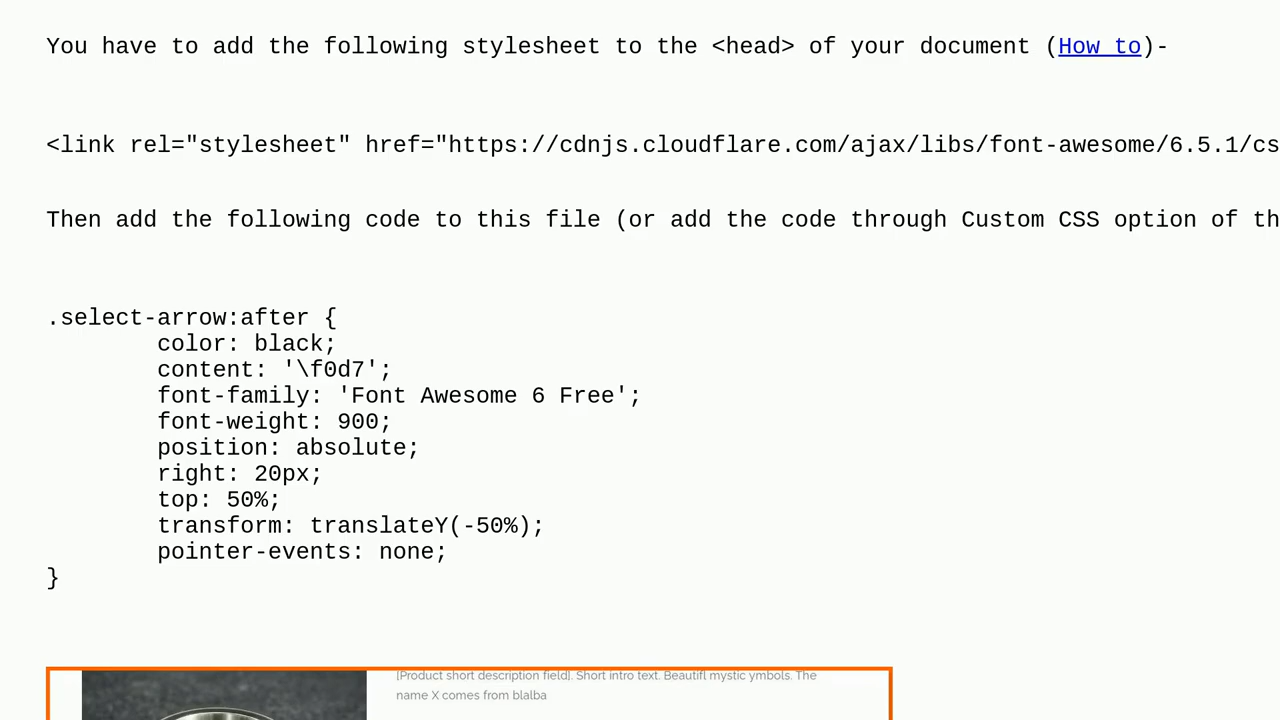 You have to add the following stylesheet to the <head> of your document (How to)-
<link rel="stylesheet" href="https://cdnjs.cloudflare.com/ajax/libs/font-awesome/6.5.1/cs
Then add the following code to this file (or add the code through Custom CSS option of th
.select-arrow:after {
color: black;
content: '\f0d7';
font-family: 'Font Awesome 6 Free';
font-weight: 900;
position: absolute;
right: 20px;
top: 50%;
transform: translateY(-50%);
pointer-events: none;
}
[Product short description field]. Short intro text. Beautifl mystic ymbols. The
name X comes from blalba